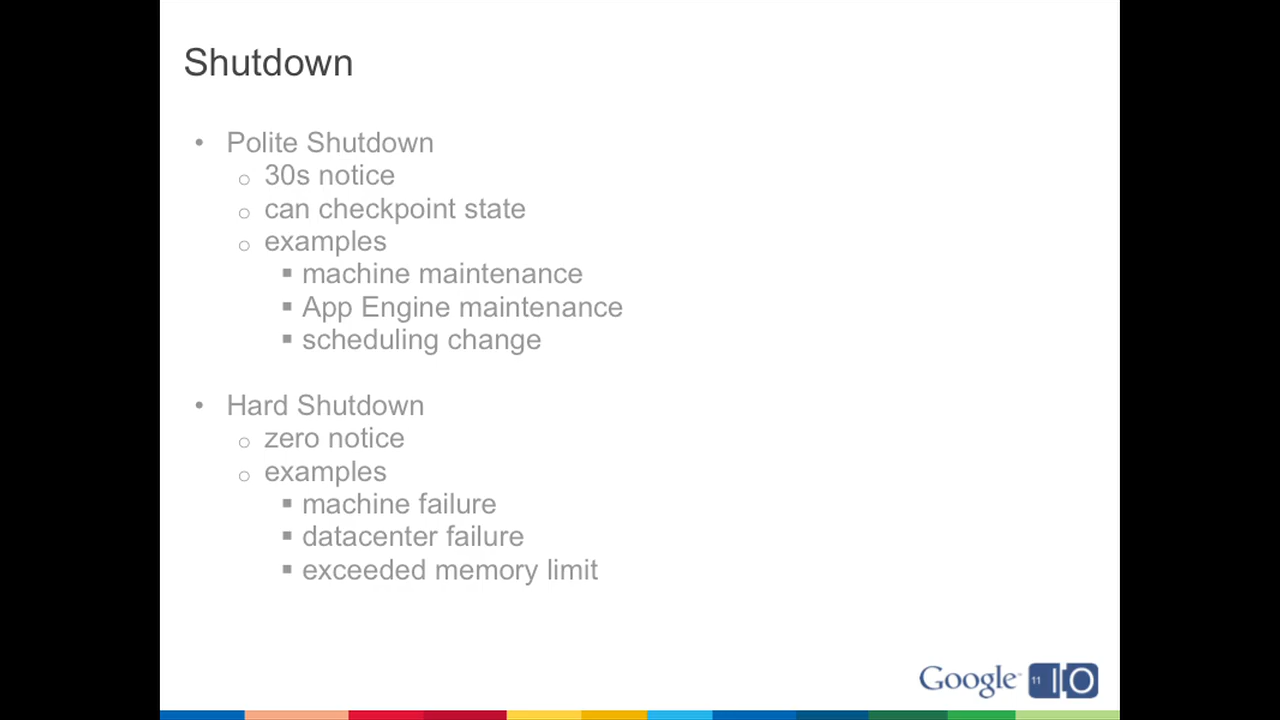 Shutdown
• Polite Shutdown
o 30s notice
o can checkpoint state
o examples
▪ machine maintenance
▪ App Engine maintenance
▪ scheduling change
• Hard Shutdown
o zero notice
o examples
▪ machine failure
▪ datacenter failure
▪ exceeded memory limit
Google 11 IO